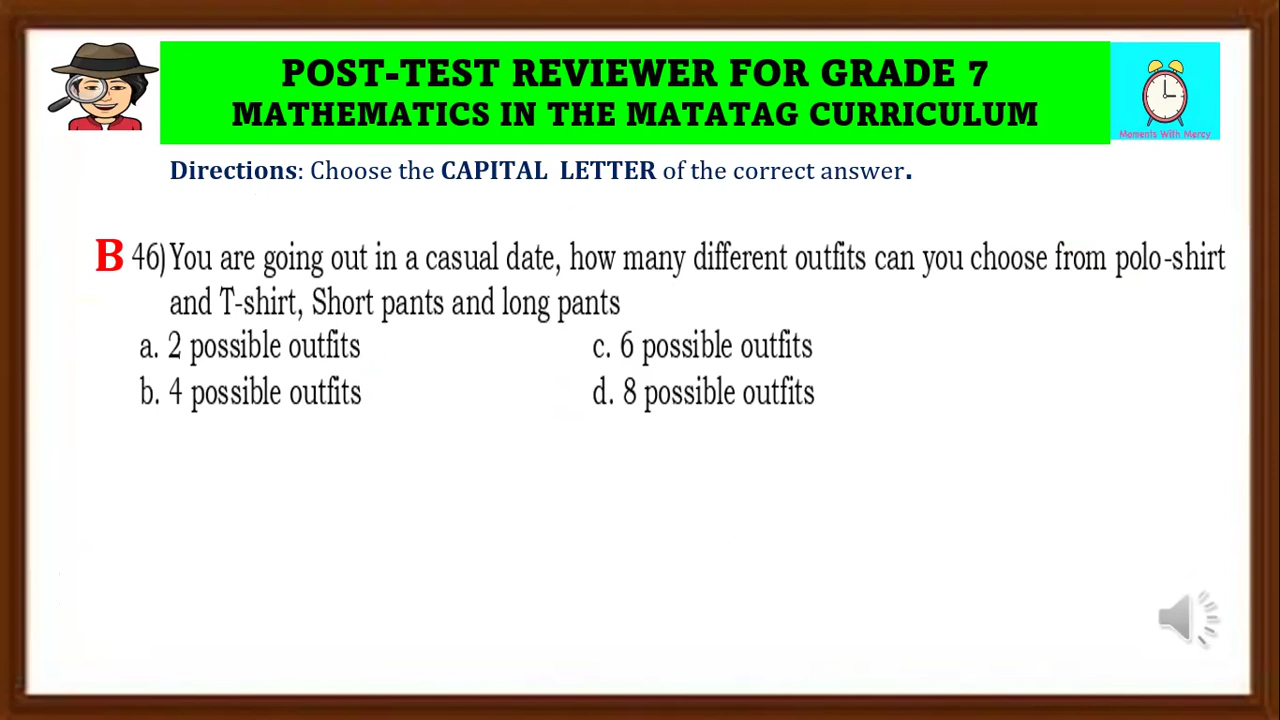 POST-TEST REVIEWER FOR GRADE 7
MATHEMATICS IN THE MATATAG CURRICULUM
Moments With Mercy
Directions: Choose the CAPITAL LETTER of the correct answer.
B 46) You are going out in a casual date, how many different outfits can you choose from polo-shirt
and T-shirt, Short pants and long pants
a. 2 possible outfits c. 6 possible outfits
b. 4 possible outfits d. 8 possible outfits